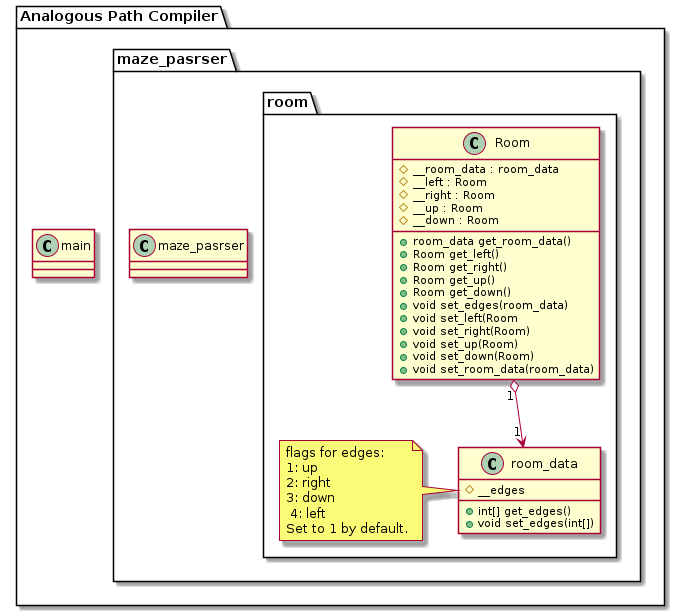 Analogous Path Compiler
maze_pasrser
room
C Room
__room_data : room_data
__left : Room
__right : Room
__up : Room
__down : Room
room_data get_room_data()
Room get_left()
Room get_right()
Room get_up()
Room get_down()
void set_edges(room_data)
void set_left(Room
void set_right(Room)
void set_up(Room)
void set_down(Room)
void set_room_data(room_data)
C main
C maze_pasrser
1
1
flags for edges:
1: up
2: right
3: down
4: left
Set to 1 by default.
C room_data
__edges
int[] get_edges()
void set_edges(int[])